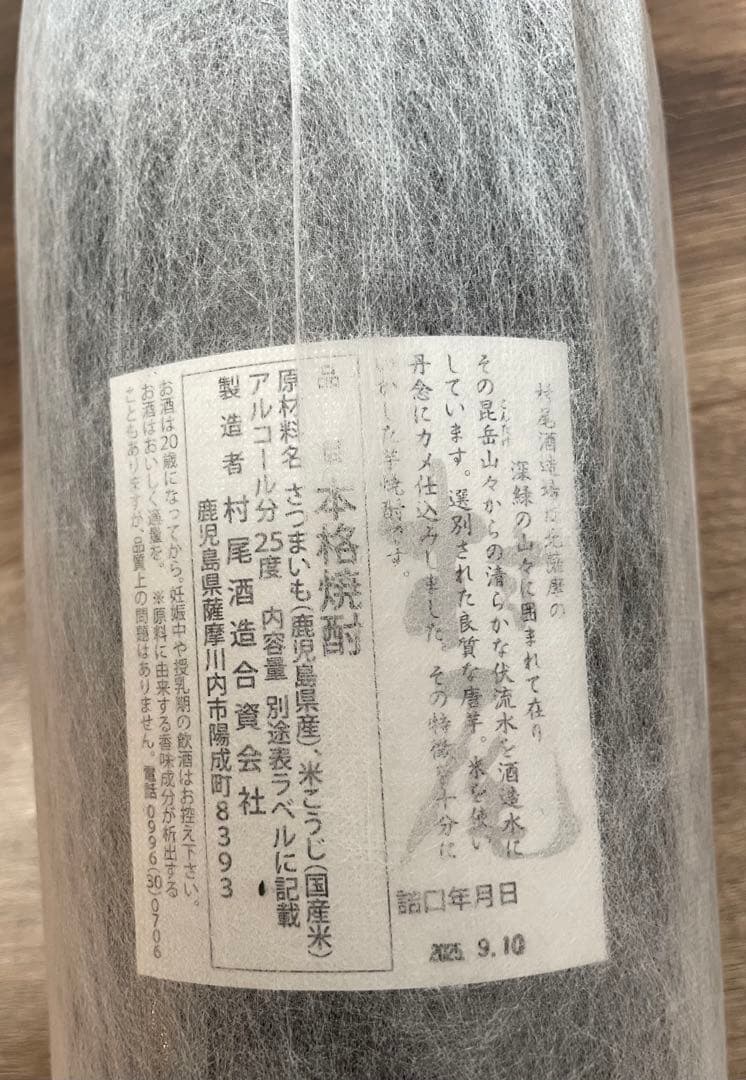 村尾酒造場は北薩摩の
深緑の山々に囲まれて在り
その昆岳山々からの清らかな伏流水を酒造水に
しています。選別された良質な唐芋。米を使い
丹念にカメ仕込みしました。その特徴を十分に
いかした芋焼酎です。
村尾
詰口年月日
2025. 9.10
品目 本格焼酎
原材料名 さつまいも(鹿児島県産)、米こうじ(国産米)
アルコール分25度 内容量 別途表ラベルに記載
製造者 村尾酒造合資会社
鹿児島県薩摩川内市陽成町8393
お酒は20歳になってから。妊娠中や授乳期の飲酒はお控え下さい。
お酒はおいしく適量を。 ※原料に由来する香味成分が析出する
こともありますが、品質上の問題はありません。電話0996(30)0706